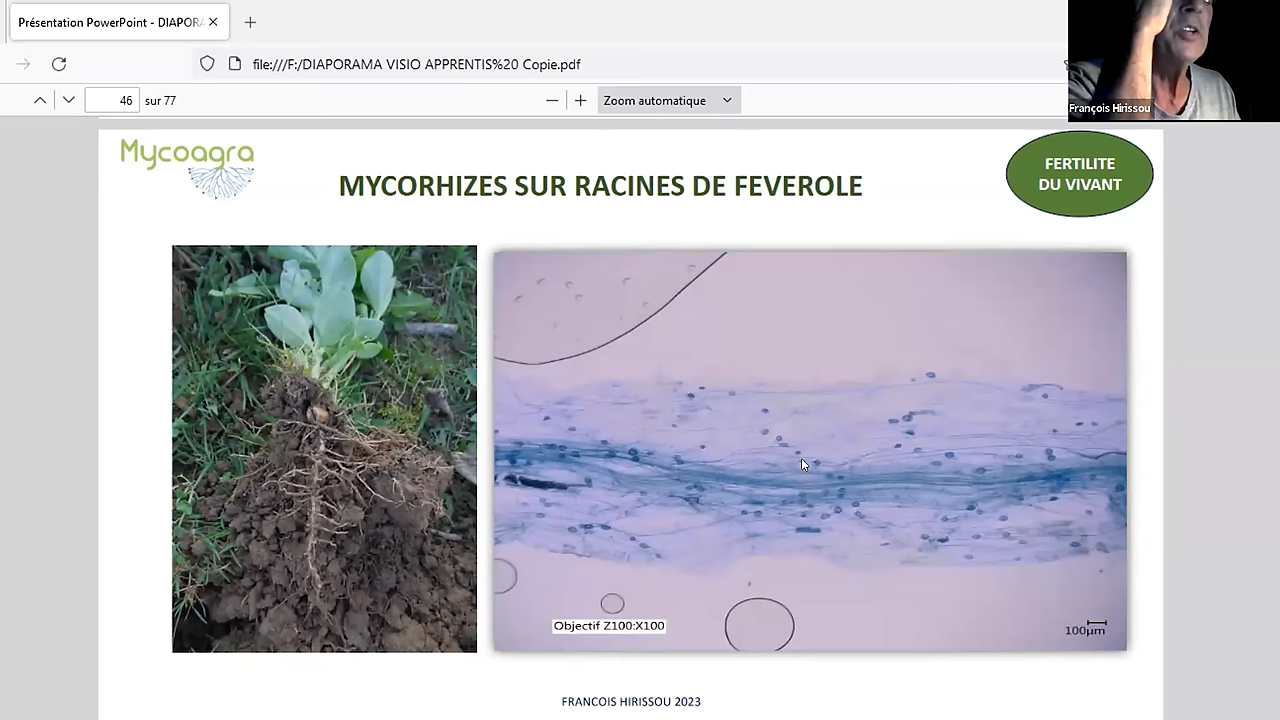 Présentation PowerPoint - DIAPOR
file:///F:/DIAPORAMA VISIO APPRENTIS%20 Copie.pdf
46 sur 77
Zoom automatique
François Hirissou
Mycoagra
MYCORHIZES SUR RACINES DE FEVEROLE
FERTILITE
DU VIVANT
Objectif Z100:X100
100µm
FRANCOIS HIRISSOU 2023